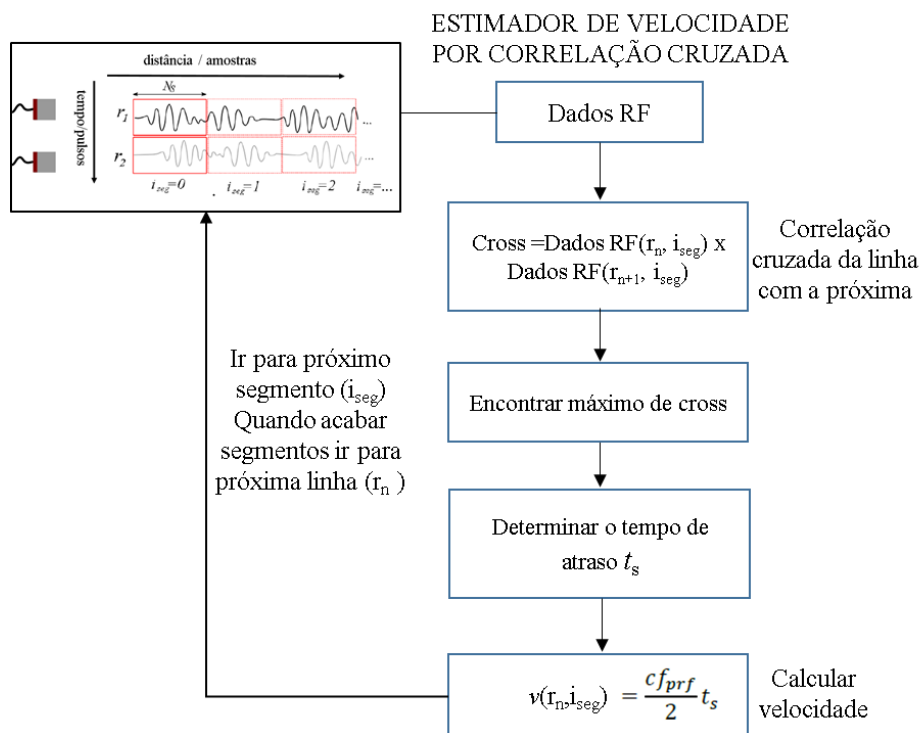 ESTIMADOR DE VELOCIDADE
POR CORRELAÇÃO CRUZADA
distância / amostras
tempo/pulsos
Ns
r1
...
r2
...
iseg=0
. iseg=1
iseg=2
iseg=...
Dados RF
Cross =Dados RF(rn, iseg) x
Dados RF(rn+1, iseg)
Correlação
cruzada da linha
com a próxima
Ir para próximo
segmento (iseg)
Quando acabar
segmentos ir para
próxima linha (rn )
Encontrar máximo de cross
Determinar o tempo de
atraso ts
v(rn,iseg) = cfprf/2 ts
Calcular
velocidade